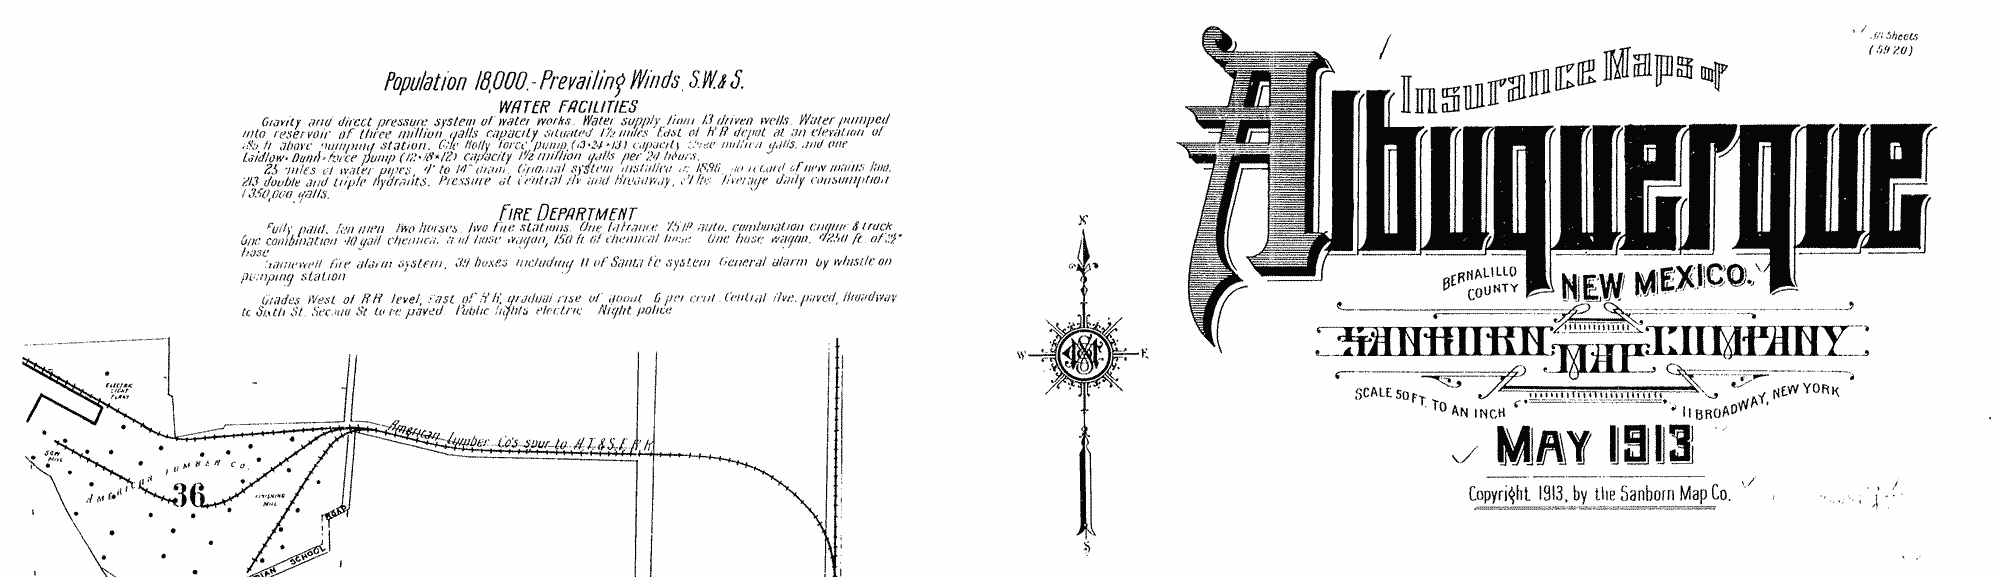 Population 18,000.- Prevailing Winds, S.W. & S.
WATER FACILITIES
Gravity and direct pressure system of water works. Water supply from 13 driven wells. Water pumped
into reservoir of three million galls capacity situated 1½ miles East of R R depot at an elevation of
185 ft above pumping station. One Holly force pump (13·24·18) capacity three million galls. and one
Laidlow-Dunn-force pump (12·18·12) capacity 1½ million galls per 24 hours.
23 miles of water pipes, 4" to 14" diam. Original system installed in 1896, no record of new mains laid.
213 double and triple hydrants. Pressure at Central Av and Broadway, lbs Average daily consumption
1350,000 galls.
FIRE DEPARTMENT
Fully paid. Ten men Two horses. Two fire stations. One LaFrance 75 HP auto. combination engine & truck
One combination 40 gall chemical and hose wagon, 150 ft of chemical hose One hose wagon, 4250 ft. of 2½"
hose
Gamewell fire alarm system, 39 boxes including 11 of Santa Fe system General alarm by whistle on
pumping station
Grades West of R R level, East of R R, gradual rise of about 6 per cent. Central Ave. paved, Broadway
to Sixth St. Second St to be paved. Public lights electric Night police
38 Sheets
(5920)
Insurance Maps of
Albuquerque
BERNALILLO
COUNTY
NEW MEXICO.
SANBORN MAP COMPANY
SCALE 50 FT. TO AN INCH
11 BROADWAY, NEW YORK
MAY 1913
Copyright 1913, by the Sanborn Map Co.
N
W
E
S
ELECTRIC
LIGHT
PLANT
SAW
MILL
AMERICAN LUMBER CO.
36
FINISHING
MILL
American Lumber Co's spur to A.T. & S.F. R R
INDIAN SCHOOL ROAD